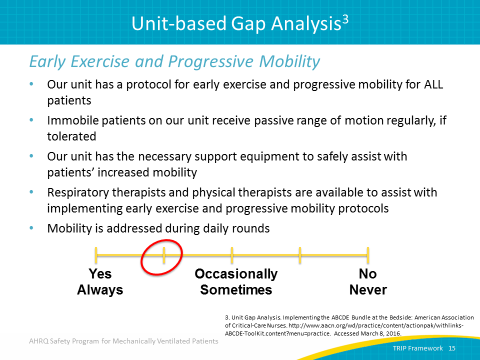 Unit-based Gap Analysis3
Early Exercise and Progressive Mobility
• Our unit has a protocol for early exercise and progressive mobility for ALL
patients
• Immobile patients on our unit receive passive range of motion regularly, if
tolerated
• Our unit has the necessary support equipment to safely assist with
patients’ increased mobility
• Respiratory therapists and physical therapists are available to assist with
implementing early exercise and progressive mobility protocols
• Mobility is addressed during daily rounds
Yes Occasionally No
Always Sometimes Never
3. Unit Gap Analysis. Implementing the ABCDE Bundle at the Bedside: American Association
of Critical-Care Nurses. http://www.aacn.org/wd/practice/content/actionpak/withlinks-
ABCDE-ToolKit.content?menu=practice. Accessed March 8, 2016.
AHRQ Safety Program for Mechanically Ventilated Patients
TRIP Framework 15